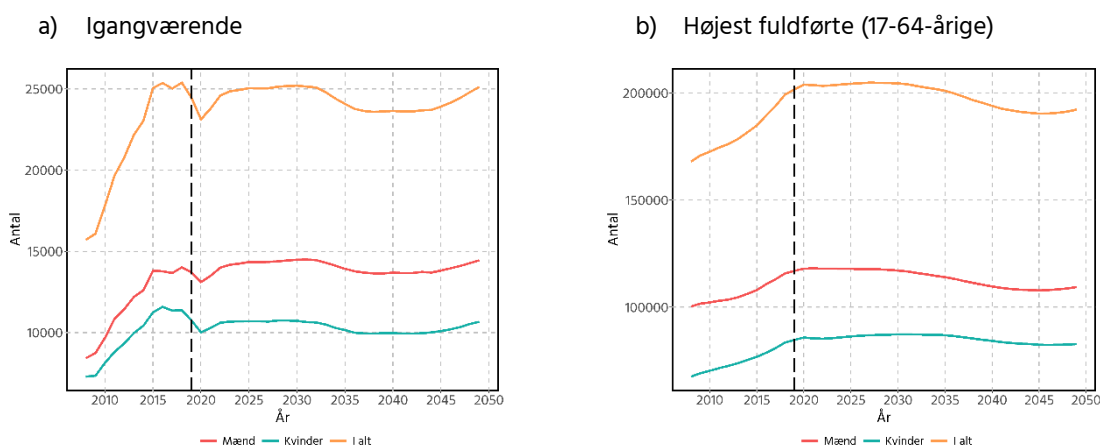 a) Igangværende
25000
20000
15000
10000
Antal
2010 2015 2020 2025 2030 2035 2040 2045 2050
År
Mænd Kvinder I alt
b) Højest fuldførte (17-64-årige)
200000
150000
100000
Antal
2010 2015 2020 2025 2030 2035 2040 2045 2050
År
Mænd Kvinder I alt